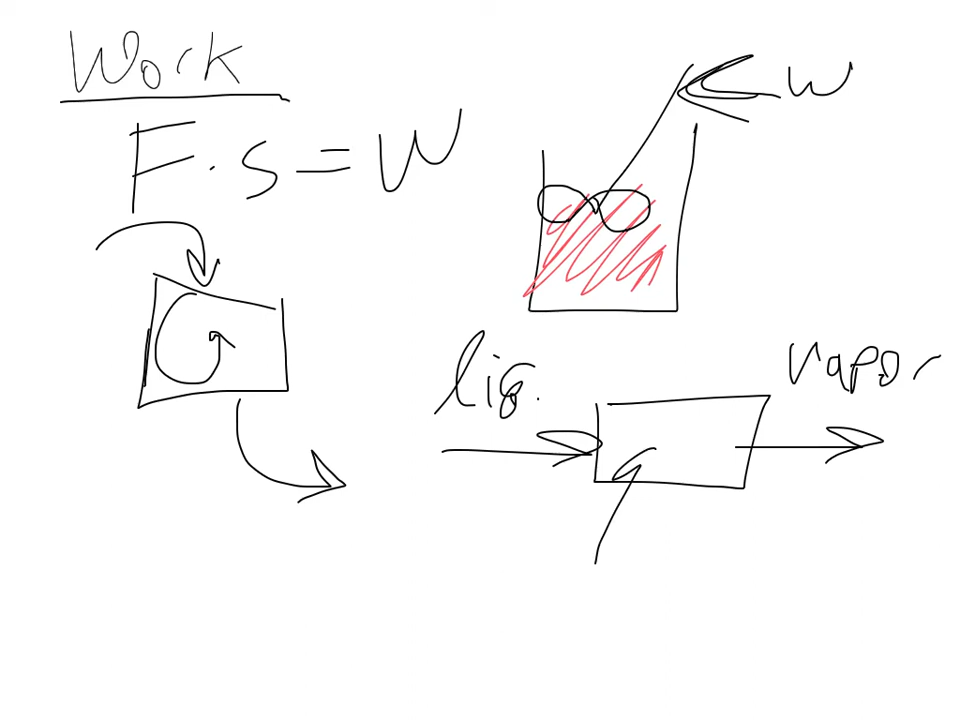 Work
F · s = W
W
liq.
vapor